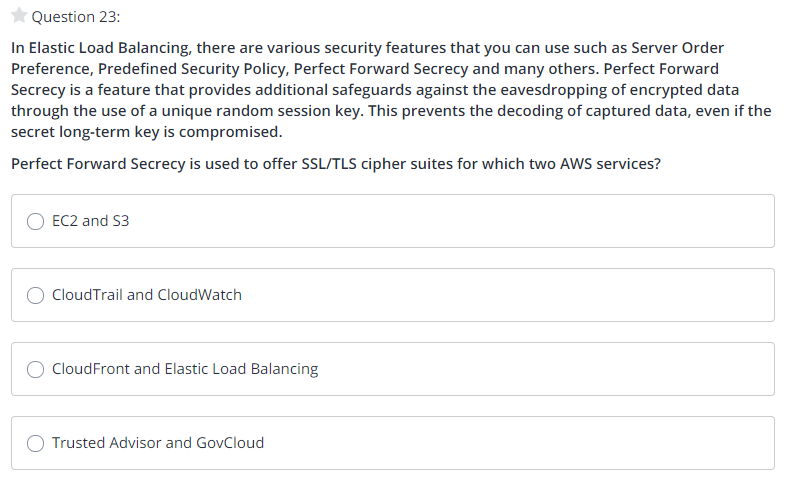 Question 23:
In Elastic Load Balancing, there are various security features that you can use such as Server Order
Preference, Predefined Security Policy, Perfect Forward Secrecy and many others. Perfect Forward
Secrecy is a feature that provides additional safeguards against the eavesdropping of encrypted data
through the use of a unique random session key. This prevents the decoding of captured data, even if the
secret long-term key is compromised.
Perfect Forward Secrecy is used to offer SSL/TLS cipher suites for which two AWS services?
EC2 and S3
CloudTrail and CloudWatch
CloudFront and Elastic Load Balancing
Trusted Advisor and GovCloud